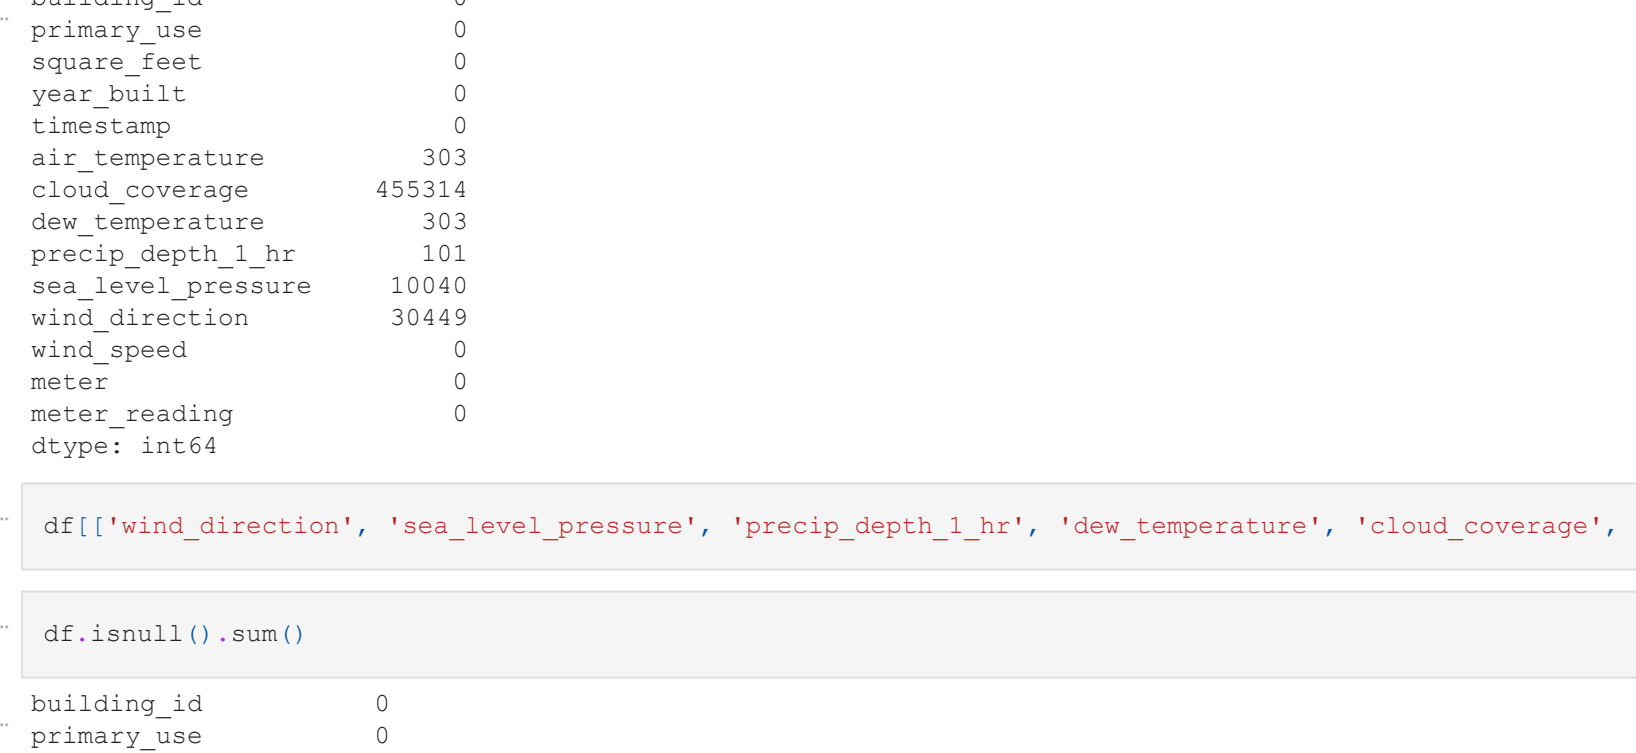 building_id 0
primary_use 0
square_feet 0
year_built 0
timestamp 0
air_temperature 303
cloud_coverage 455314
dew_temperature 303
precip_depth_1_hr 101
sea_level_pressure 10040
wind_direction 30449
wind_speed 0
meter 0
meter_reading 0
dtype: int64
df[['wind_direction', 'sea_level_pressure', 'precip_depth_1_hr', 'dew_temperature', 'cloud_coverage',
df.isnull().sum()
building_id 0
primary_use 0